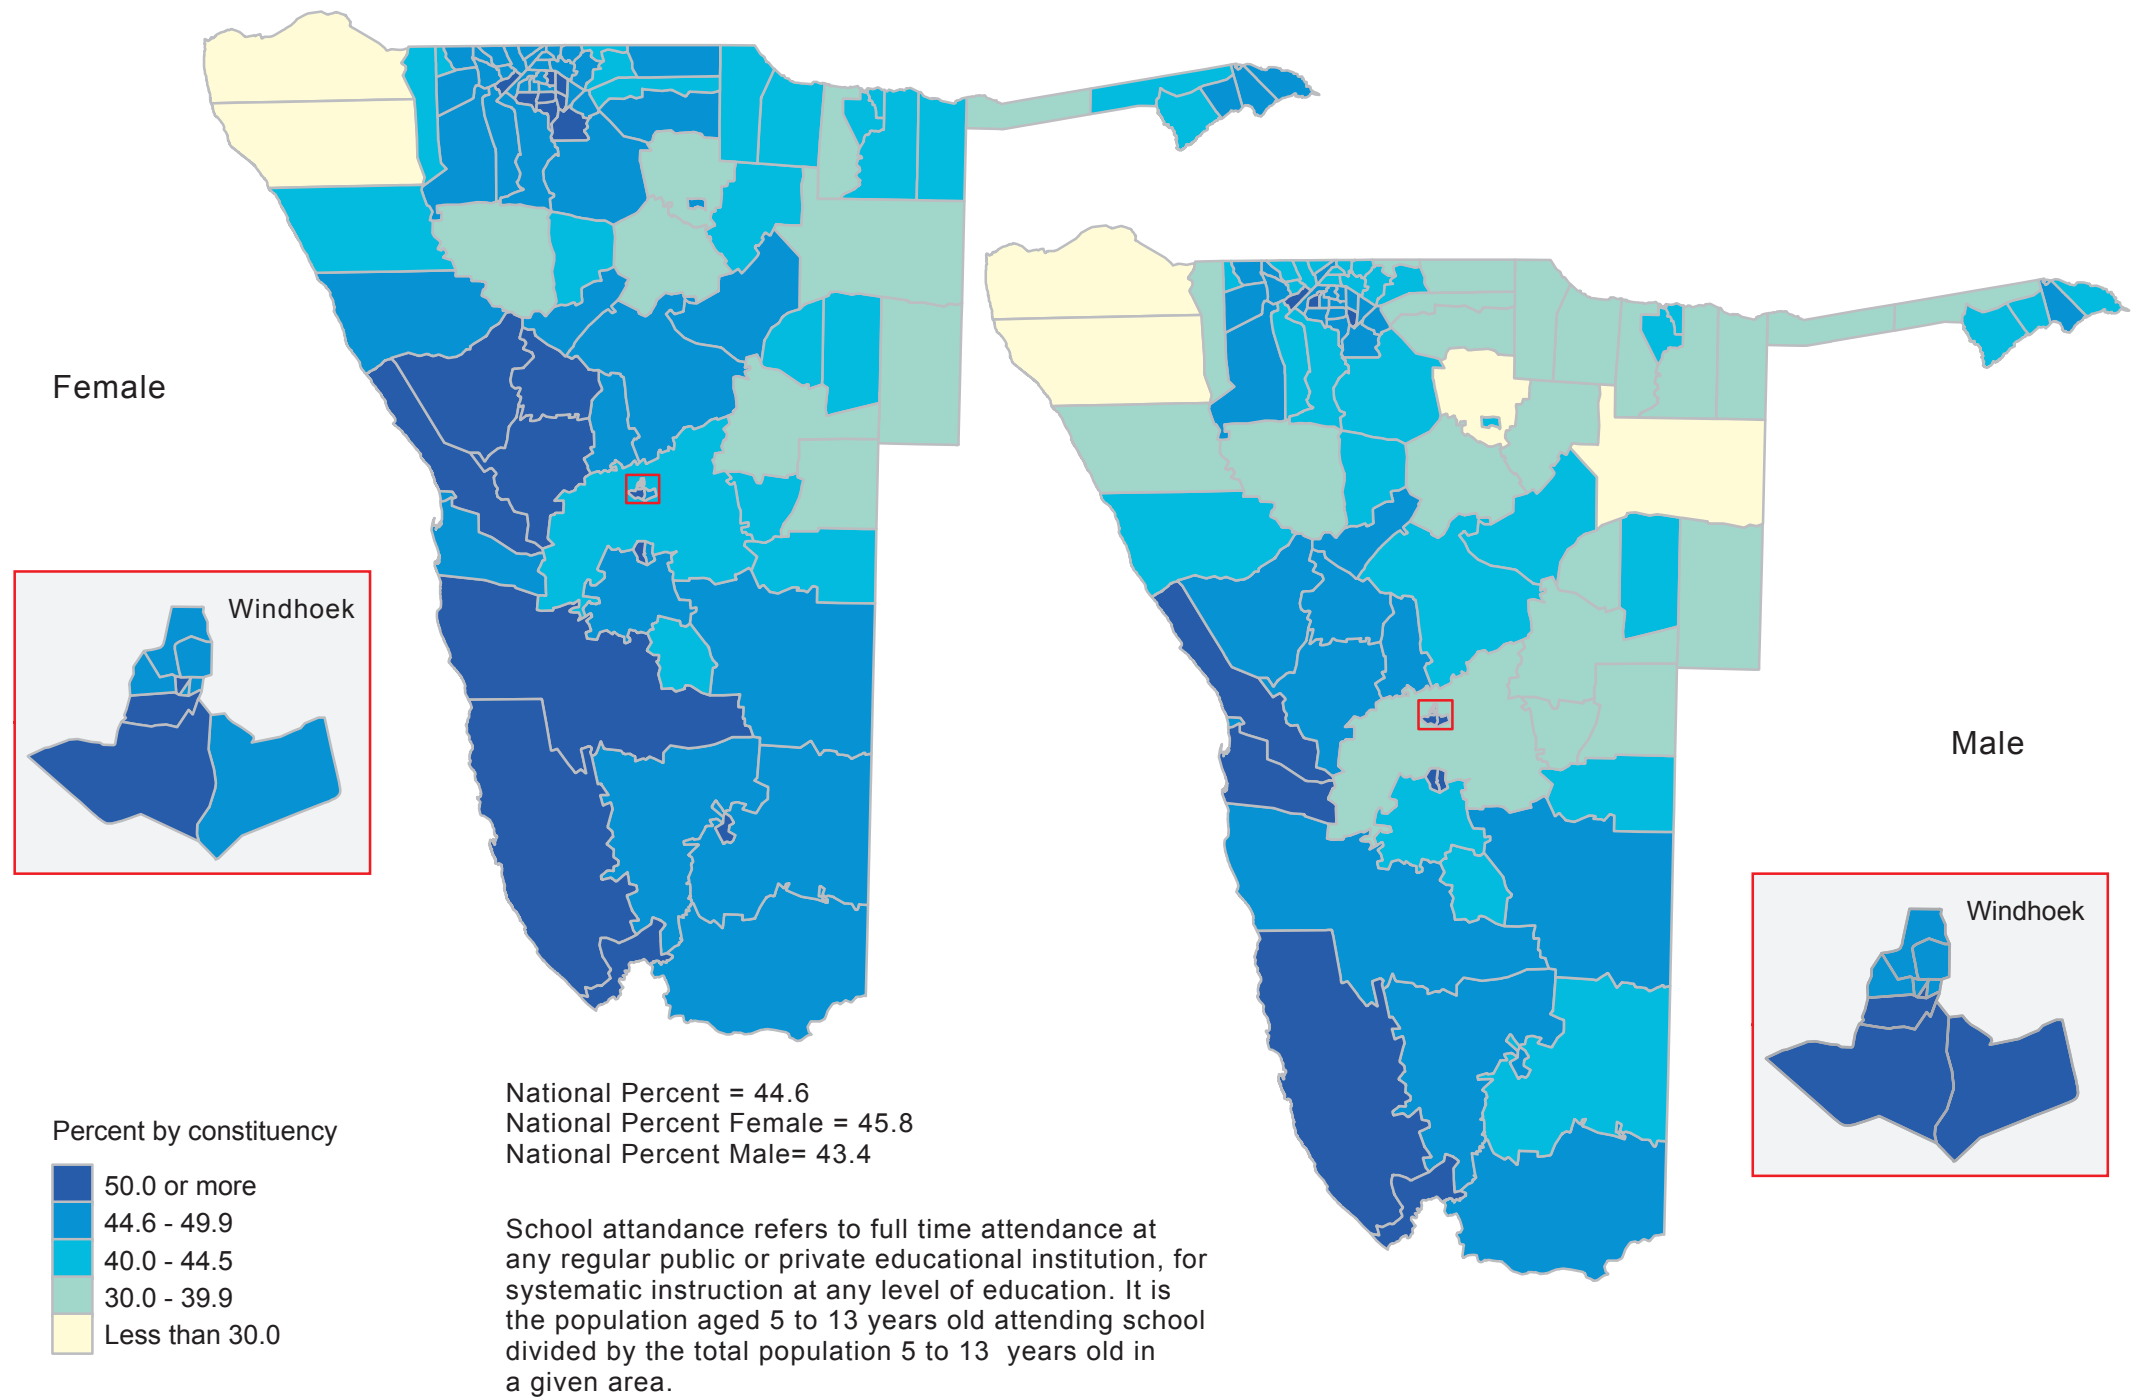 Female
Windhoek
Male
Windhoek
National Percent = 44.6
National Percent Female = 45.8
National Percent Male= 43.4
Percent by constituency
50.0 or more
44.6 - 49.9
40.0 - 44.5
30.0 - 39.9
Less than 30.0
School attandance refers to full time attendance at
any regular public or private educational institution, for
systematic instruction at any level of education. It is
the population aged 5 to 13 years old attending school
divided by the total population 5 to 13 years old in
a given area.